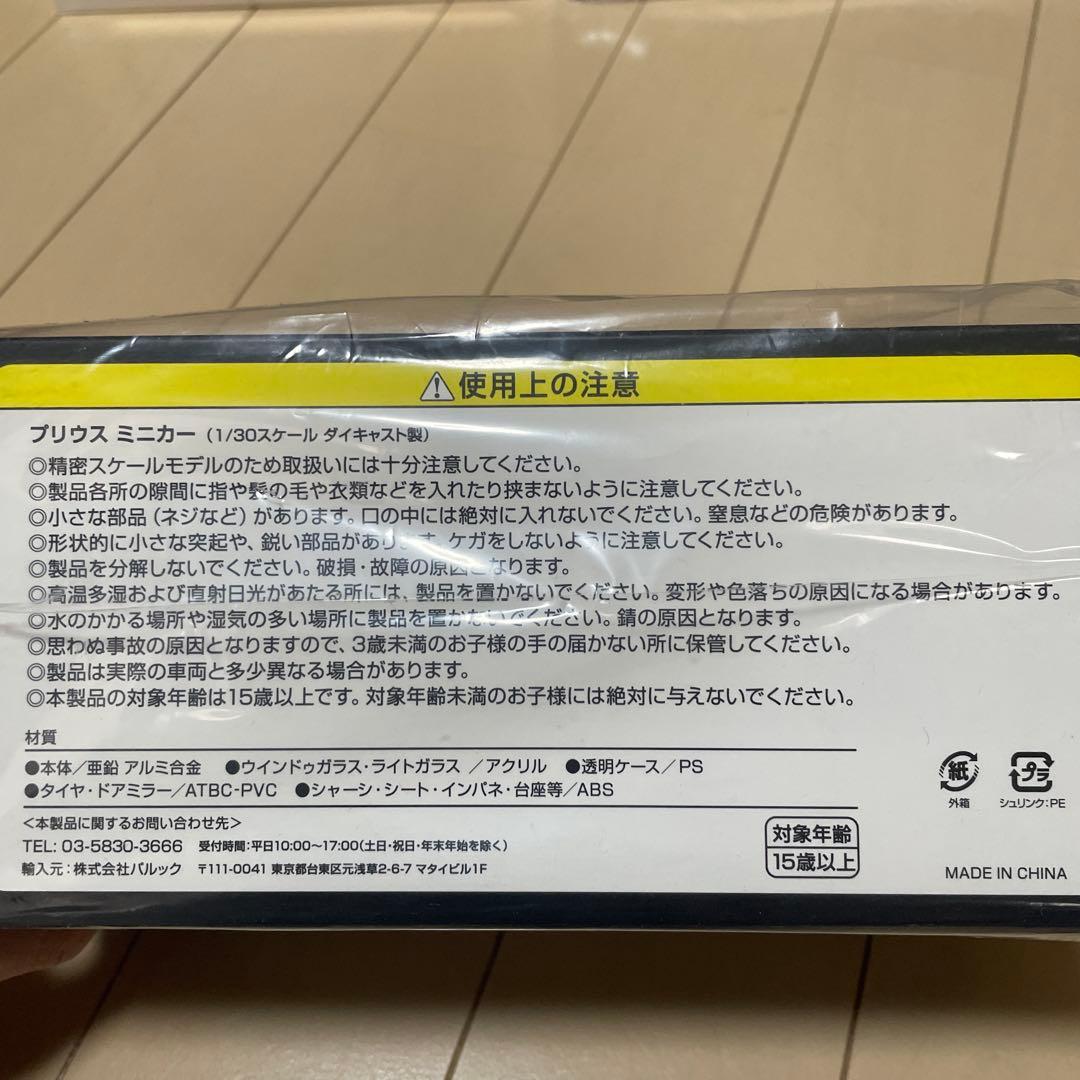 ⚠使用上の注意
プリウス ミニカー（1/30スケール ダイキャスト製）
◎精密スケールモデルのため取扱いには十分注意してください。
◎製品各所の隙間に指や髪の毛や衣類などを入れたり挟まないように注意してください。
◎小さな部品（ネジなど）があります。口の中には絶対に入れないでください。窒息などの危険があります。
◎形状的に小さな突起や、鋭い部品があります。ケガをしないように注意してください。
◎製品を分解しないでください。破損・故障の原因となります。
◎高温多湿および直射日光があたる所には、製品を置かないでください。変形や色落ちの原因になる場合があります。
◎水のかかる場所や湿気の多い場所に製品を置かないでください。錆の原因となります。
◎思わぬ事故の原因となりますので、3歳未満のお子様の手の届かない所に保管してください。
◎製品は実際の車両と多少異なる場合があります。
◎本製品の対象年齢は15歳以上です。対象年齢未満のお子様には絶対に与えないでください。
材質
●本体／亜鉛 アルミ合金 ●ウインドゥガラス・ライトガラス ／アクリル ●透明ケース／PS
●タイヤ・ドアミラー／ATBC-PVC ●シャーシ・シート・インパネ・台座等／ABS
紙
外箱
プラ
シュリンク：PE
＜本製品に関するお問い合わせ先＞
TEL: 03-5830-3666 受付時間：平日10:00〜17:00（土日・祝日・年末年始を除く）
輸入元：株式会社バルック 〒111-0041 東京都台東区元浅草2-6-7 マタイビル1F
対象年齢
15歳以上
MADE IN CHINA